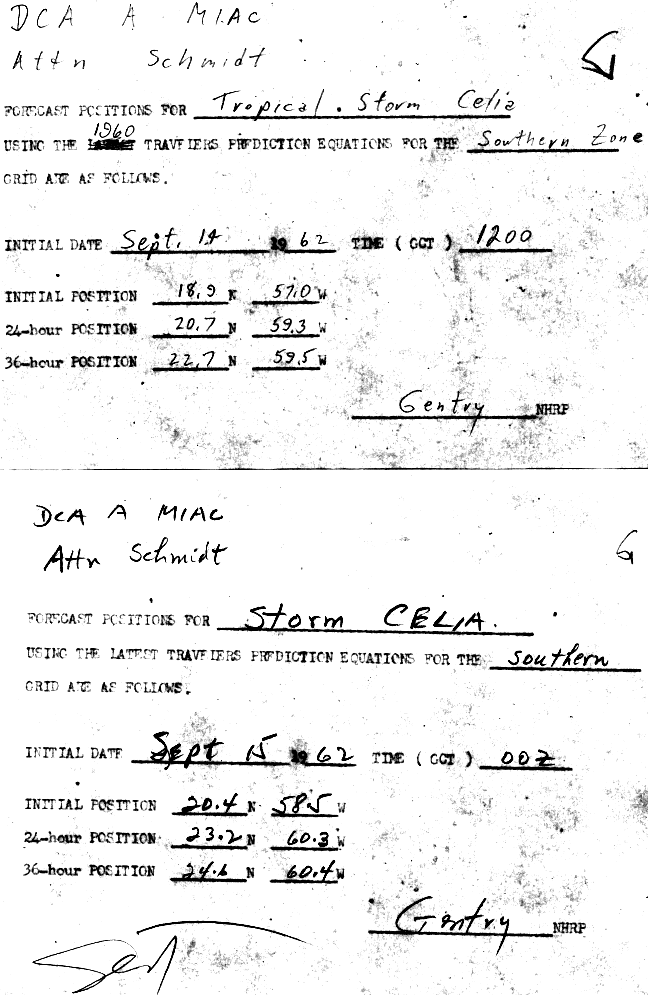 DCA A MIAC
Attn Schmidt
FORECAST POSITIONS FOR Tropical. Storm Celia
1960
USING THE TRAVELERS PREDICTION EQUATIONS FOR THE Southern Zone
GRID ARE AS FOLLOWS.
INITIAL DATE Sept. 14 19 62 TIME ( GCT ) 1200
INITIAL POSITION 18.9 N 57.0 W
24-hour POSITION 20.7 N 59.3 W
36-hour POSITION 22.7 N 59.5 W
Gentry NHRP
DCA A MIAC
Attn Schmidt
G
FORECAST POSITIONS FOR Storm CELIA.
USING THE LATEST TRAVELERS PREDICTION EQUATIONS FOR THE southern
GRID ARE AS FOLLOWS.
INITIAL DATE Sept 15 19 62 TIME ( GCT ) 00Z
INITIAL POSITION 20.4 N 58.5 W
24-hour POSITION 23.2 N 60.3 W
36-hour POSITION 24.6 N 60.4 W
Gentry NHRP